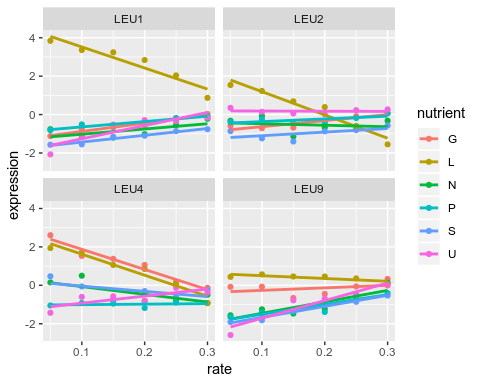 LEU1 LEU2
4
2
0
-2
LEU4 LEU9
4
2
0
-2
0.1 0.2 0.3 0.1 0.2 0.3
rate
expression
nutrient
G
L
N
P
S
U